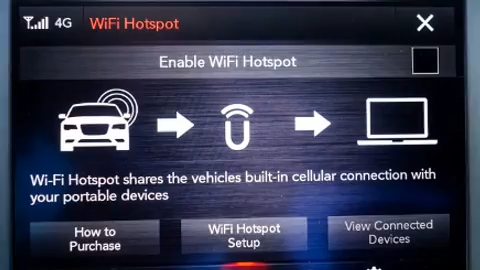 4G WiFi Hotspot
Enable WiFi Hotspot
Wi-Fi Hotspot shares the vehicles built-in cellular connection with
your portable devices
How to
Purchase
WiFi Hotspot
Setup
View Connected
Devices